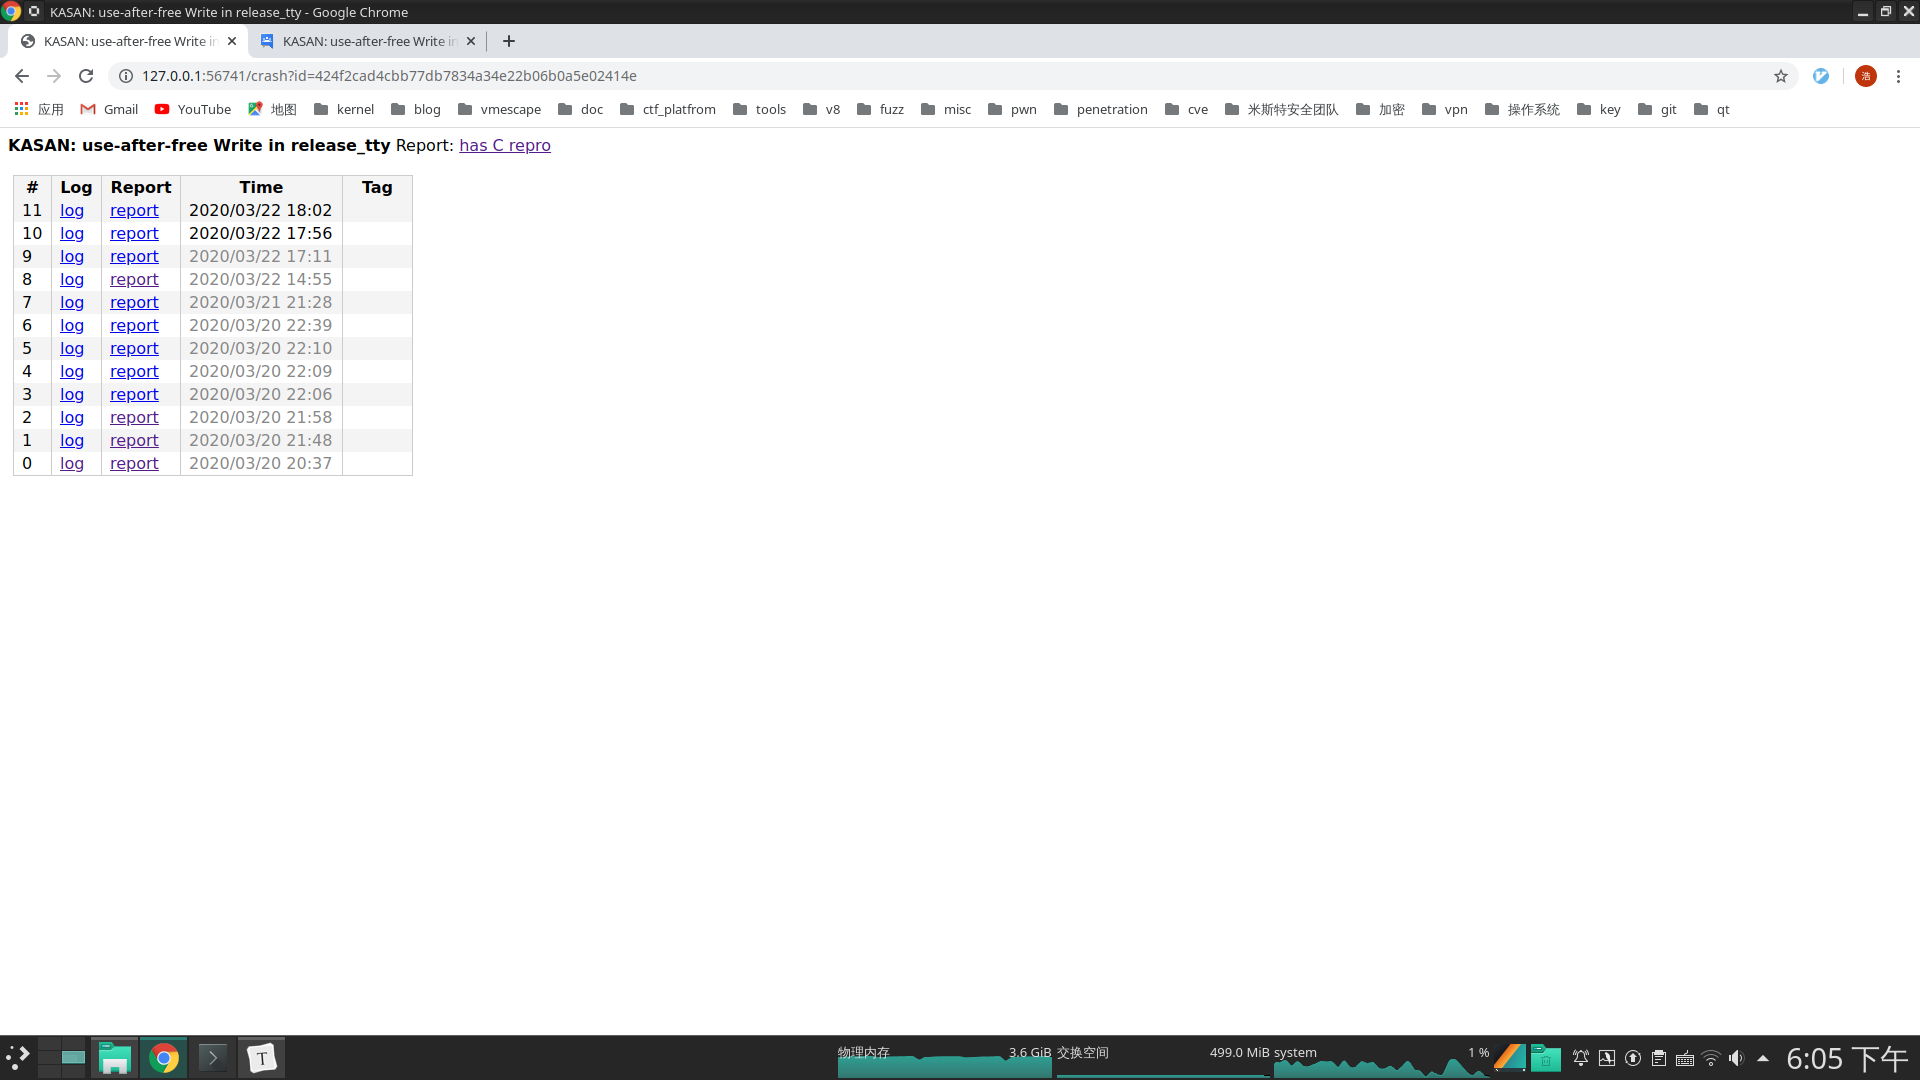 KASAN: use-after-free Write in release_tty - Google Chrome
KASAN: use-after-free Write in
KASAN: use-after-free Write in
127.0.0.1:56741/crash?id=424f2cad4cbb77db7834a34e22b06b0a5e02414e
浩
应用 Gmail YouTube 地图 kernel blog vmescape doc ctf_platfrom tools v8 fuzz misc pwn penetration cve 米斯特安全团队 加密 vpn 操作系统 key git qt
KASAN: use-after-free Write in release_tty Report: has C repro
# Log Report Time Tag
11 log report 2020/03/22 18:02
10 log report 2020/03/22 17:56
9 log report 2020/03/22 17:11
8 log report 2020/03/22 14:55
7 log report 2020/03/21 21:28
6 log report 2020/03/20 22:39
5 log report 2020/03/20 22:10
4 log report 2020/03/20 22:09
3 log report 2020/03/20 22:06
2 log report 2020/03/20 21:58
1 log report 2020/03/20 21:48
0 log report 2020/03/20 20:37
T 物理内存 3.6 GiB 交换空间 499.0 MiB system 1 % 6:05 下午